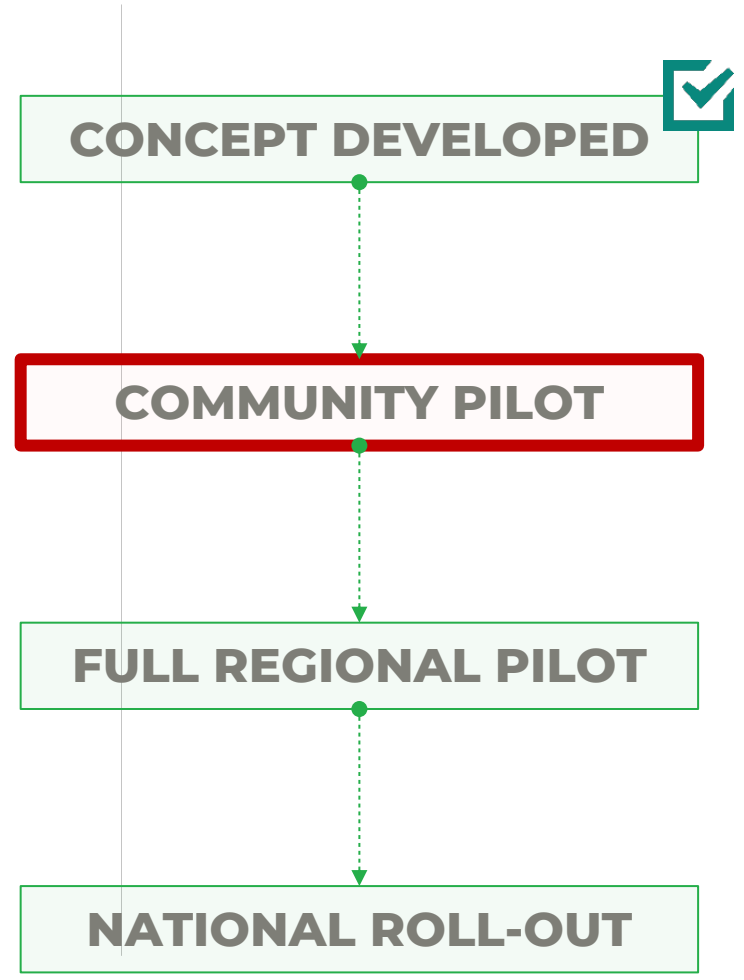 CONCEPT DEVELOPED
COMMUNITY PILOT
FULL REGIONAL PILOT
NATIONAL ROLL-OUT